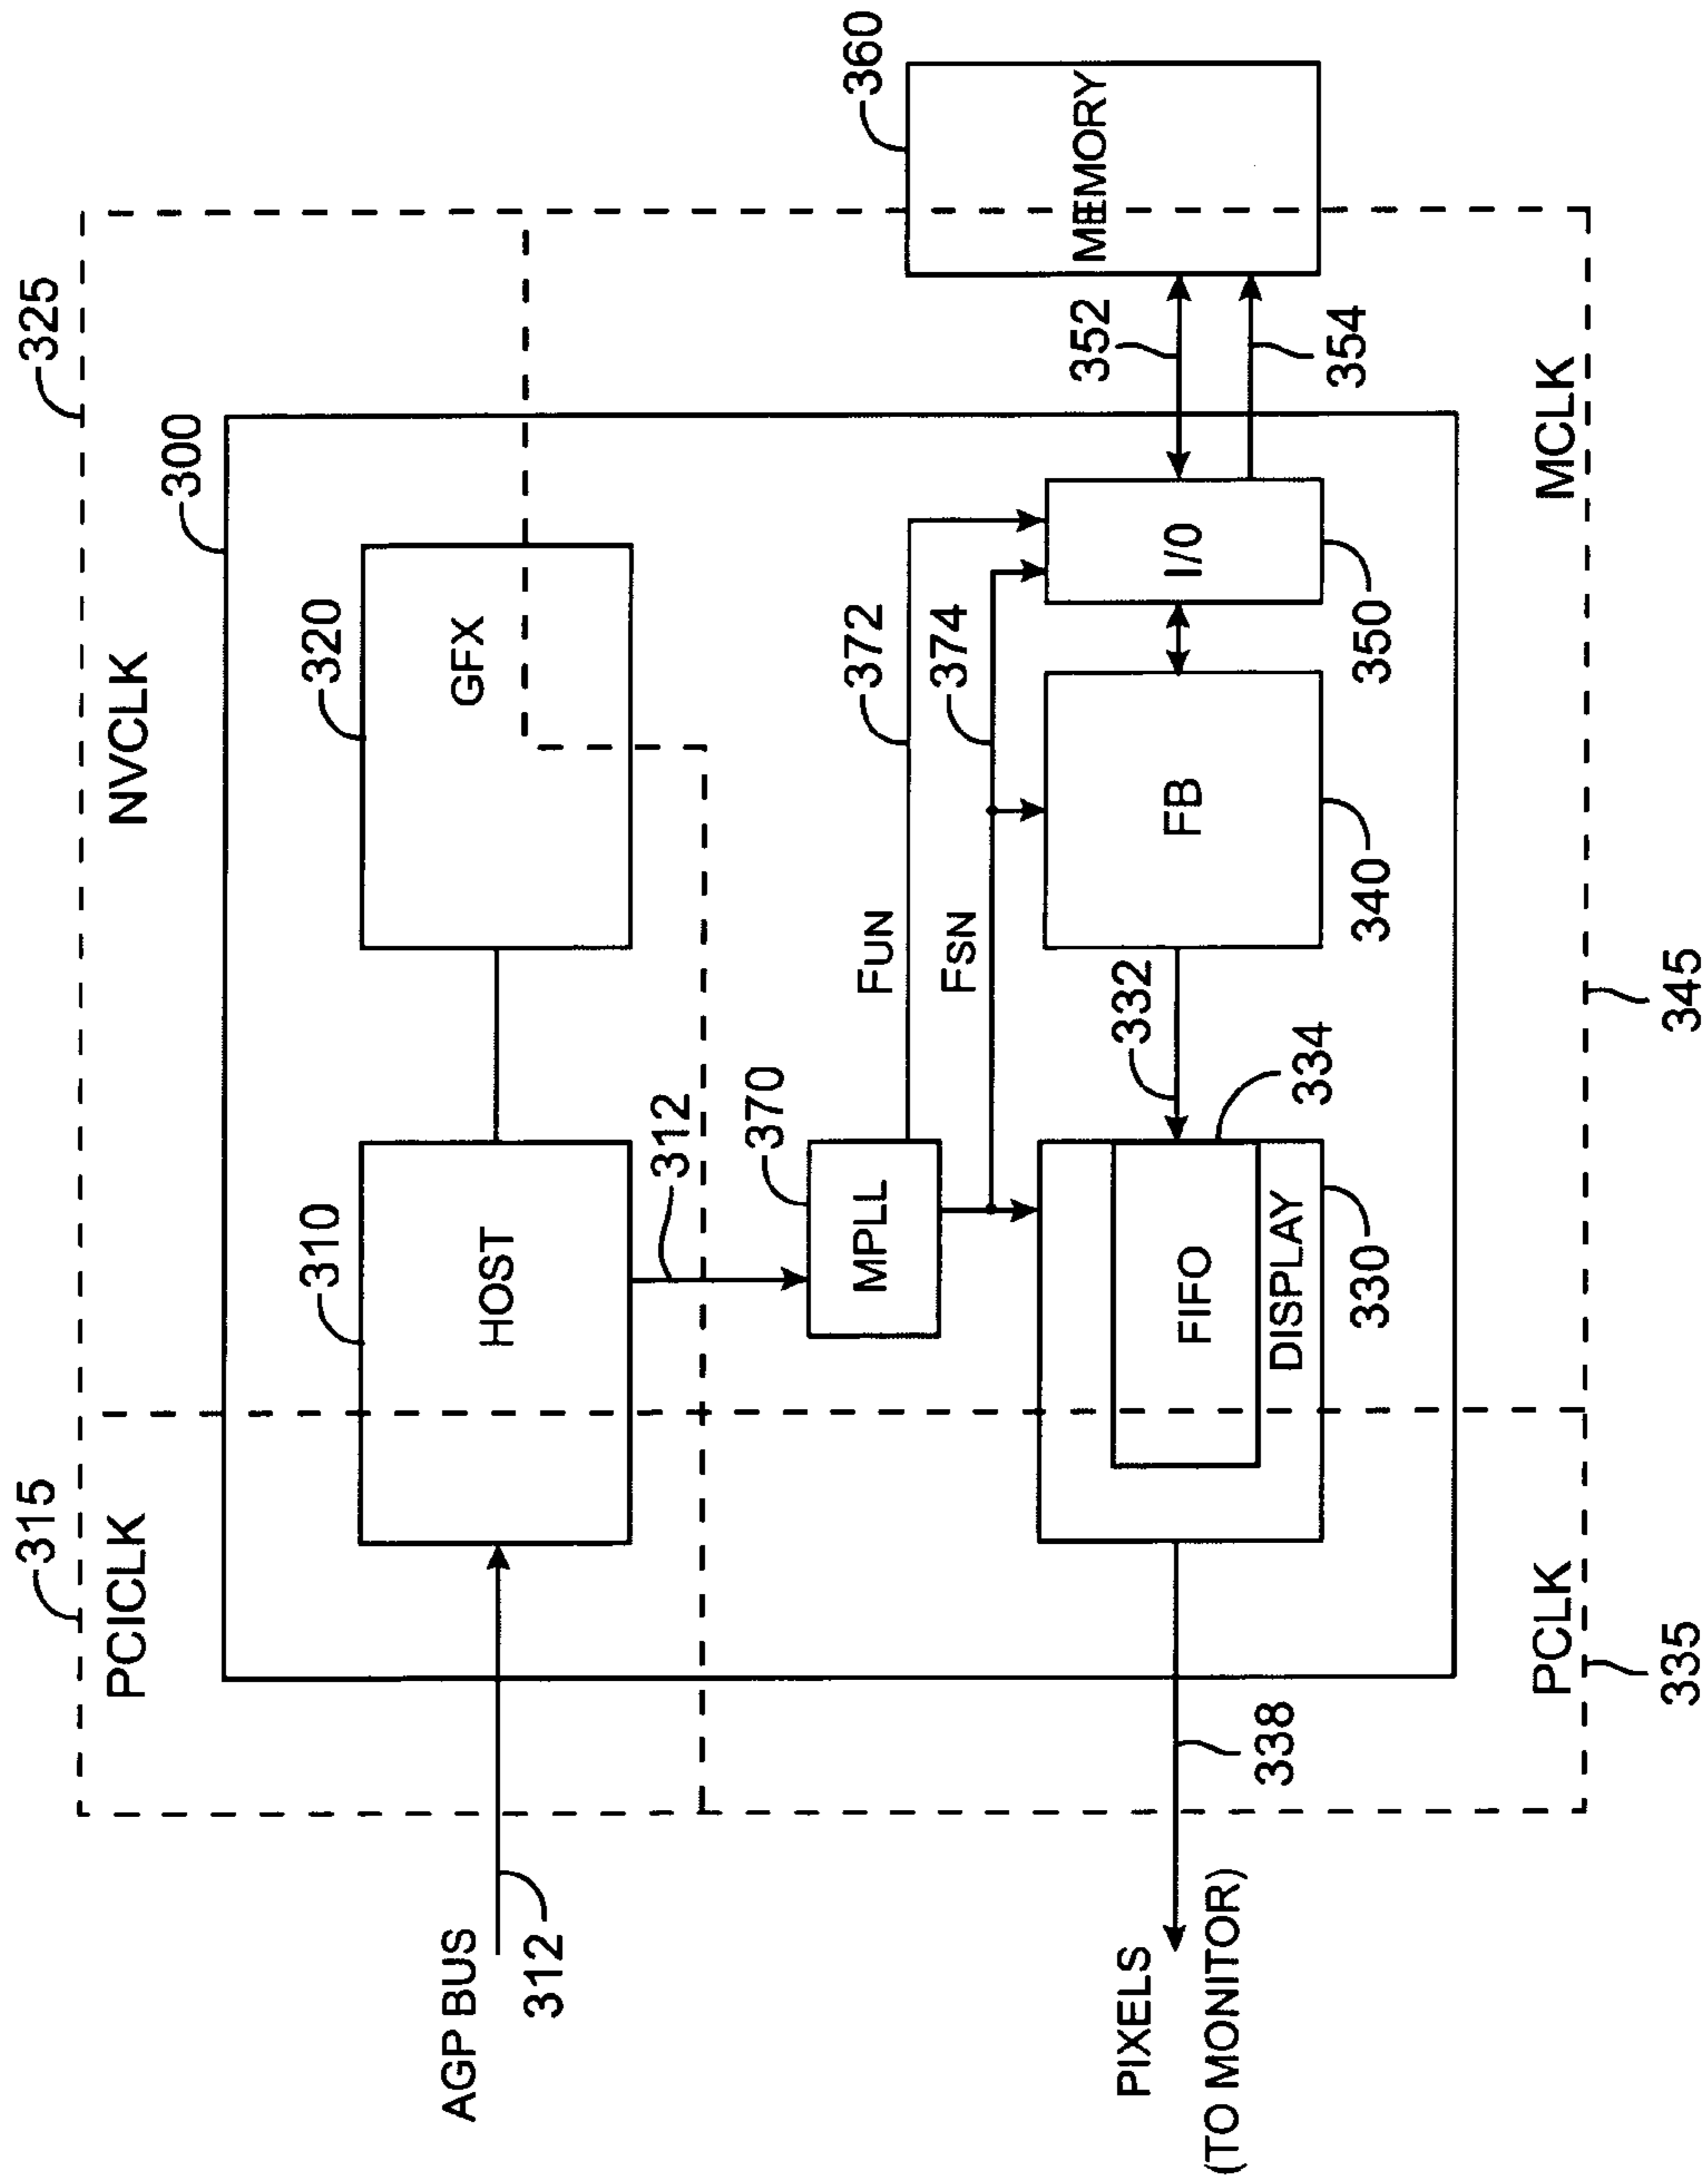 315
325
PCICLK
NVCLK
300
310
320
HOST
GFX
AGP BUS
312
312
370
MPLL
FUN
372
FSN
374
360
MEMORY
352
354
332
334
FIFO
DISPLAY
330
FB
340
I/0
350
PIXELS
(TO MONITOR)
338
PCLK
MCLK
335
345